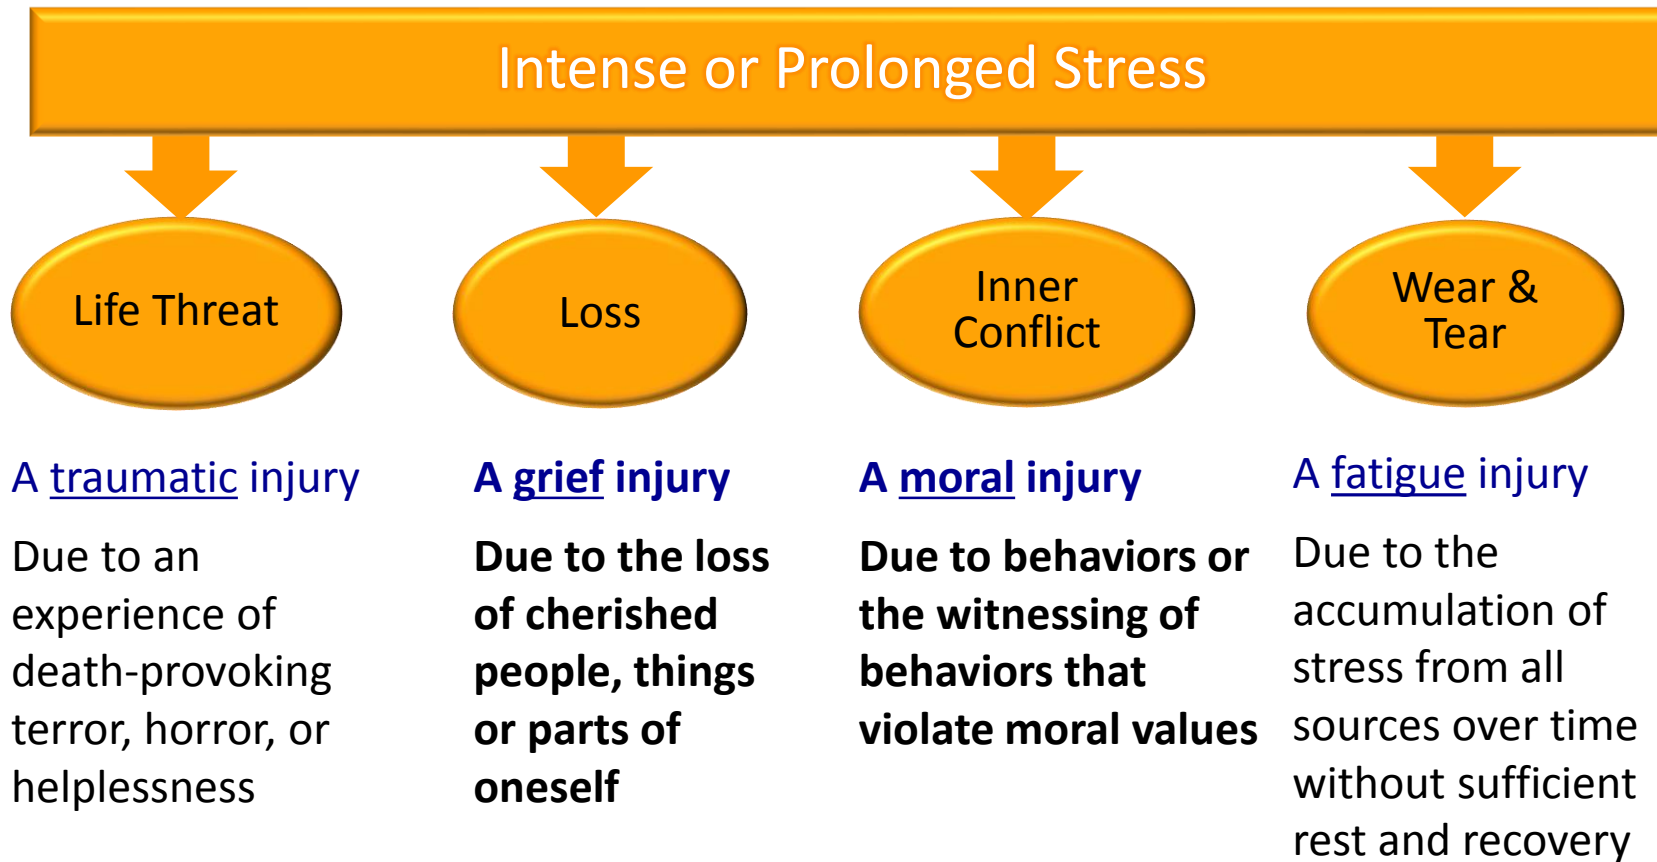 Intense or Prolonged Stress
Life Threat
Loss
Inner
Conflict
Wear &
Tear
A traumatic injury
Due to an
experience of
death-provoking
terror, horror, or
helplessness
A grief injury
Due to the loss
of cherished
people, things
or parts of
oneself
A moral injury
Due to behaviors or
the witnessing of
behaviors that
violate moral values
A fatigue injury
Due to the
accumulation of
stress from all
sources over time
without sufficient
rest and recovery